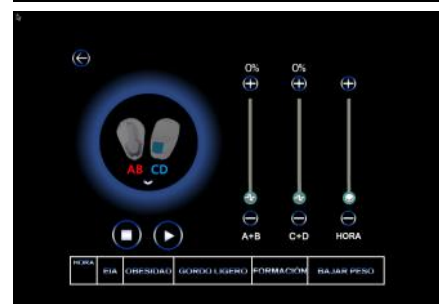 0% 0%
AB CD
A+B C+D HORA
HORA EIA OBESIDAD GORDO LIGERO FORMACIÓN BAJAR PESO